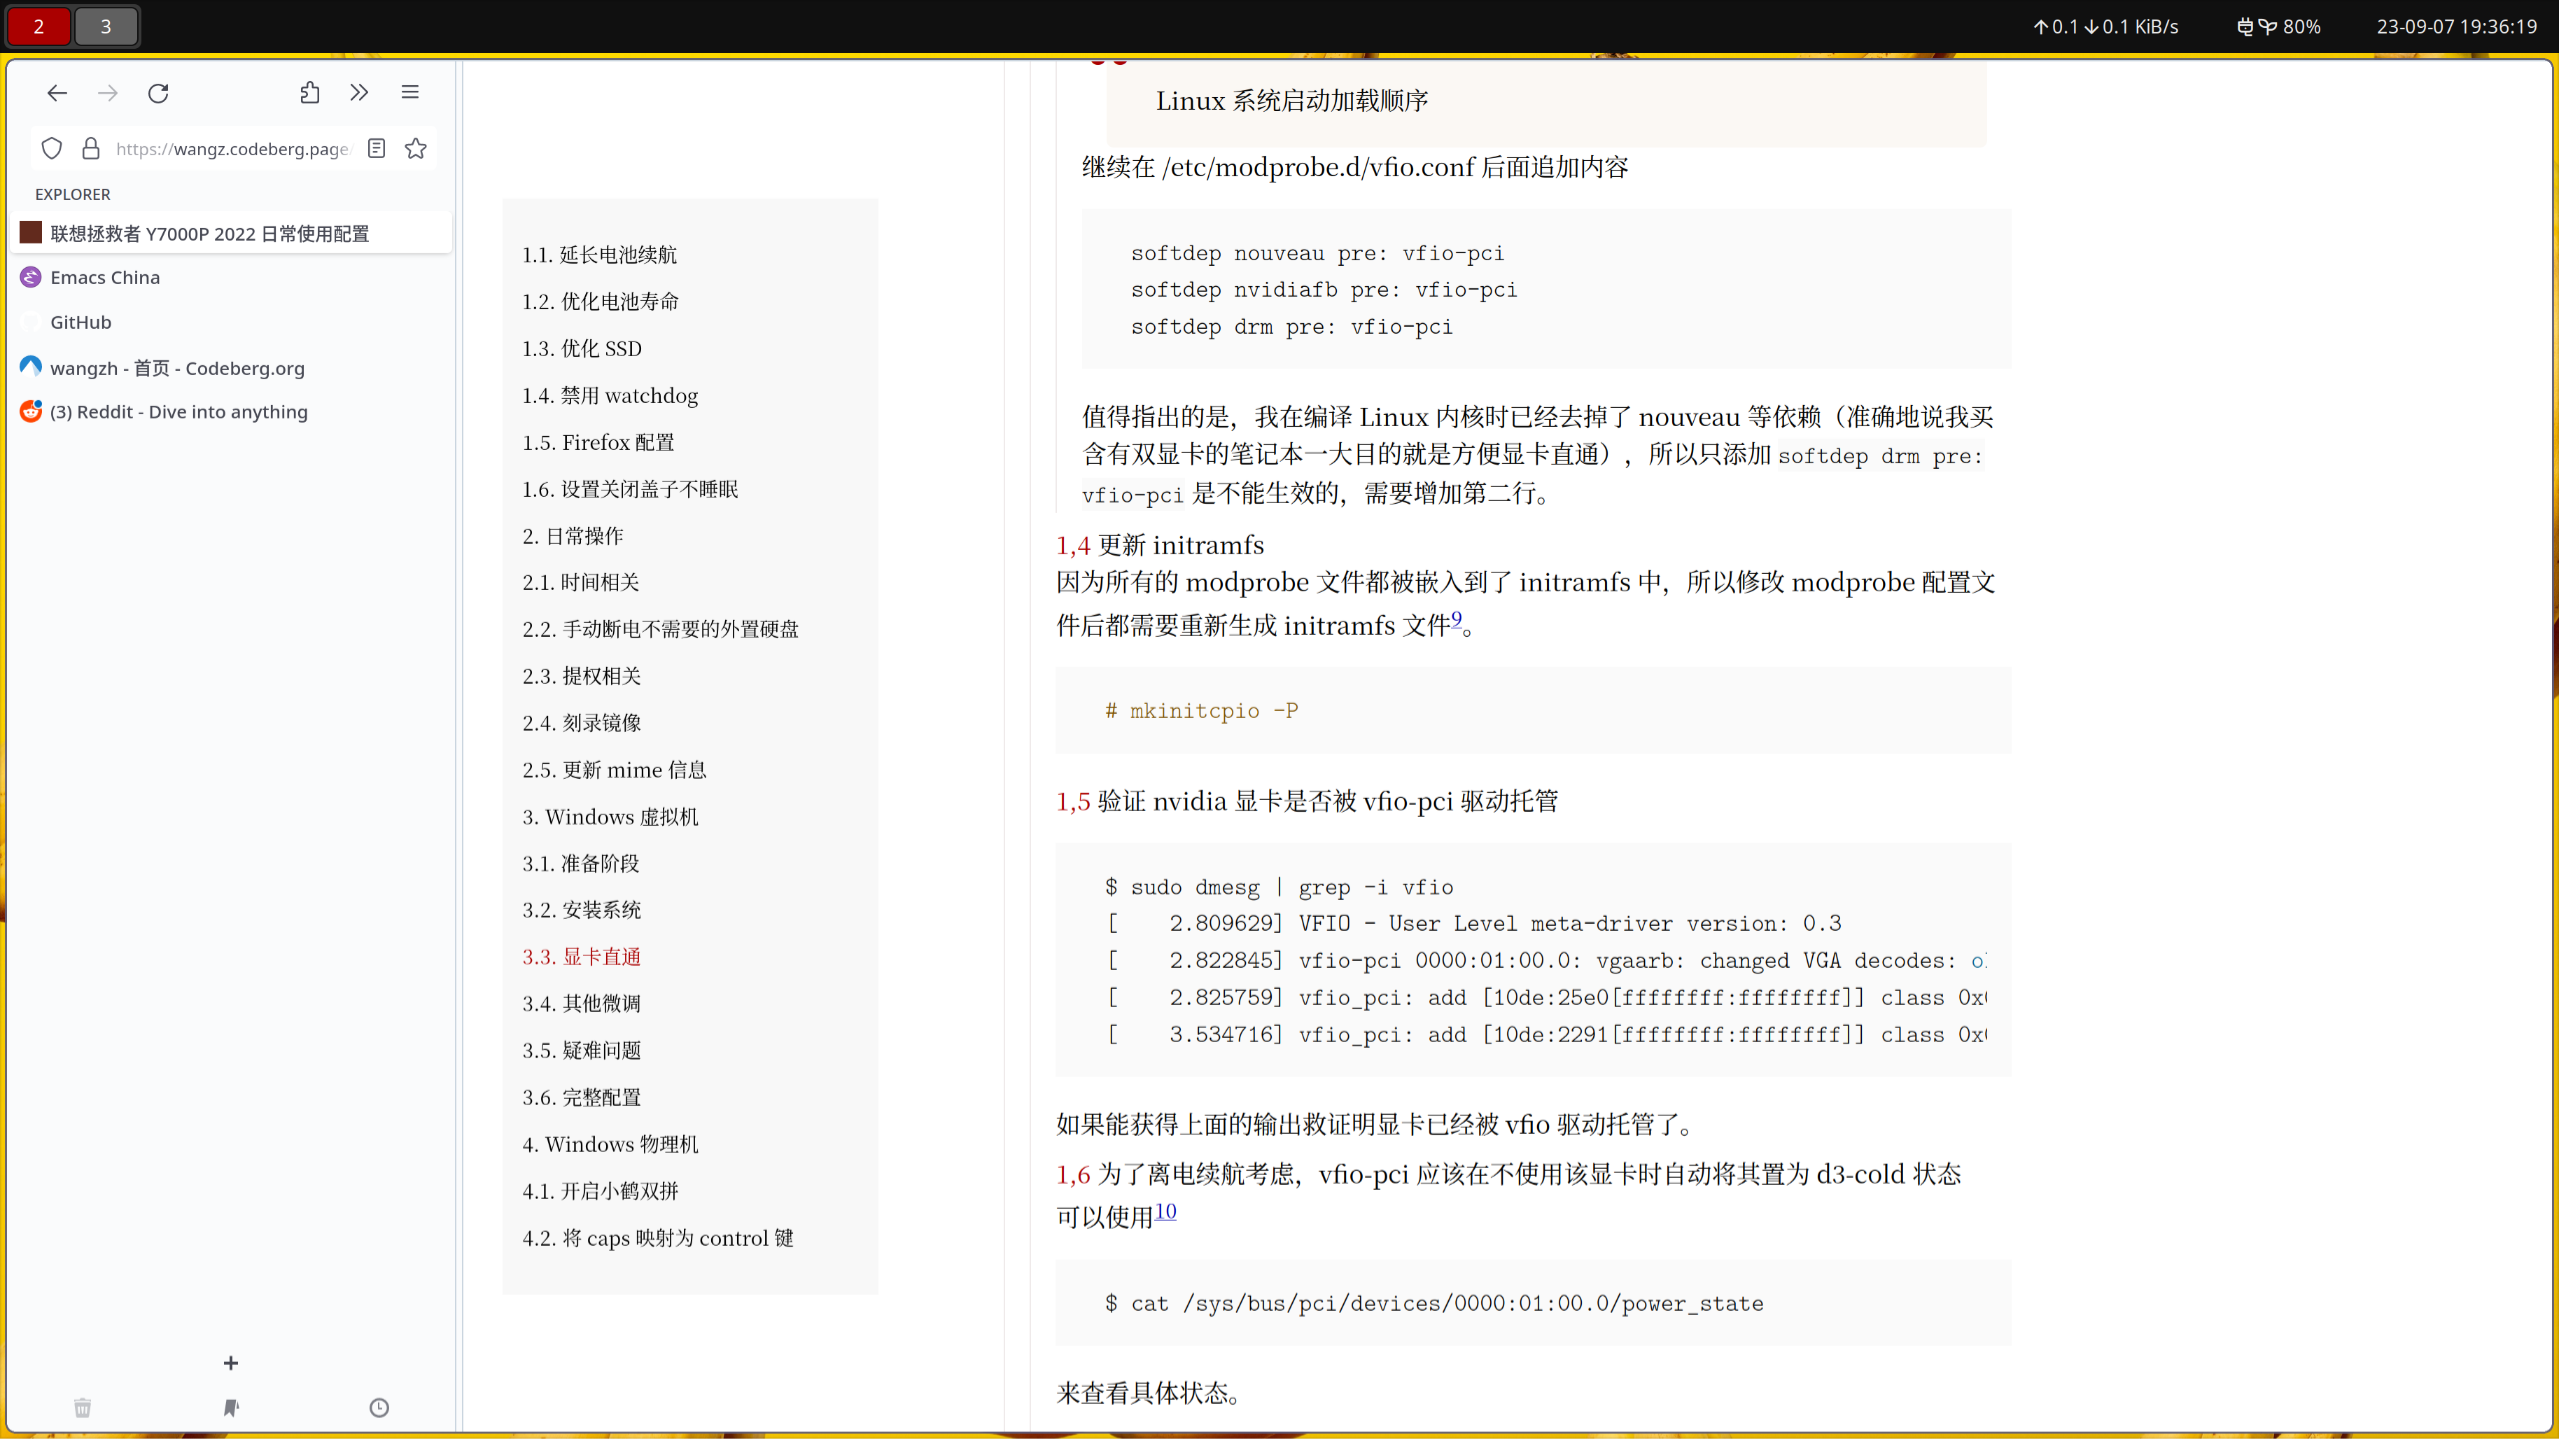 2 3
↑0.1↓0.1 KiB/s 80% 23-09-07 19:36:19
https://wangz.codeberg.page/
EXPLORER
联想拯救者 Y7000P 2022 日常使用配置
Emacs China
GitHub
wangzh - 首页 - Codeberg.org
(3) Reddit - Dive into anything
1.1. 延长电池续航
1.2. 优化电池寿命
1.3. 优化 SSD
1.4. 禁用 watchdog
1.5. Firefox 配置
1.6. 设置关闭盖子不睡眠
2. 日常操作
2.1. 时间相关
2.2. 手动断电不需要的外置硬盘
2.3. 提权相关
2.4. 刻录镜像
2.5. 更新 mime 信息
3. Windows 虚拟机
3.1. 准备阶段
3.2. 安装系统
3.3. 显卡直通
3.4. 其他微调
3.5. 疑难问题
3.6. 完整配置
4. Windows 物理机
4.1. 开启小鹤双拼
4.2. 将 caps 映射为 control 键
Linux 系统启动加载顺序
继续在 /etc/modprobe.d/vfio.conf 后面追加内容
softdep nouveau pre: vfio-pci
softdep nvidiafb pre: vfio-pci
softdep drm pre: vfio-pci
值得指出的是，我在编译 Linux 内核时已经去掉了 nouveau 等依赖（准确地说我买
含有双显卡的笔记本一大目的就是方便显卡直通），所以只添加 softdep drm pre:
vfio-pci 是不能生效的，需要增加第二行。
1,4 更新 initramfs
因为所有的 modprobe 文件都被嵌入到了 initramfs 中，所以修改 modprobe 配置文
件后都需要重新生成 initramfs 文件9。
# mkinitcpio -P
1,5 验证 nvidia 显卡是否被 vfio-pci 驱动托管
$ sudo dmesg | grep -i vfio
[    2.809629] VFIO - User Level meta-driver version: 0.3
[    2.822845] vfio-pci 0000:01:00.0: vgaarb: changed VGA decodes:
[    2.825759] vfio_pci: add [10de:25e0[ffffffff:ffffffff]] class 0x
[    3.534716] vfio_pci: add [10de:2291[ffffffff:ffffffff]] class 0x
如果能获得上面的输出救证明显卡已经被 vfio 驱动托管了。
1,6 为了离电续航考虑，vfio-pci 应该在不使用该显卡时自动将其置为 d3-cold 状态
可以使用10
$ cat /sys/bus/pci/devices/0000:01:00.0/power_state
来查看具体状态。